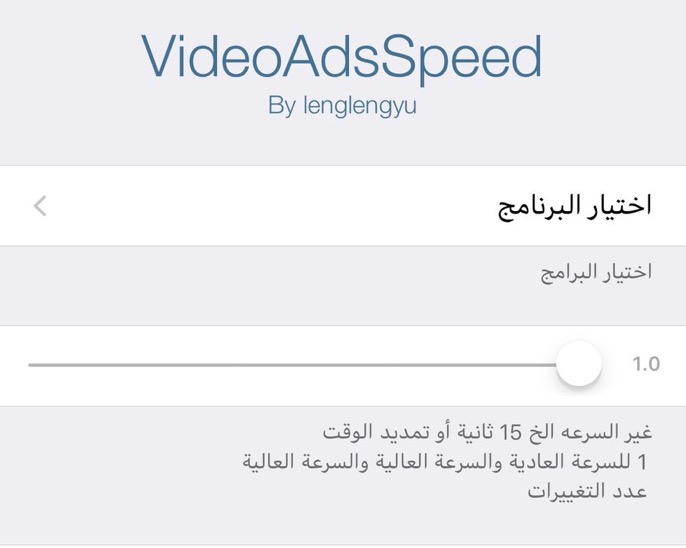 VideoAdsSpeed
By lenglengyu
اختيار البرنامج
اختيار البرامج
1.0
غير السرعه الخ 15 ثانية أو تمديد الوقت
1 للسرعة العادية والسرعة العالية والسرعة العالية
عدد التغييرات